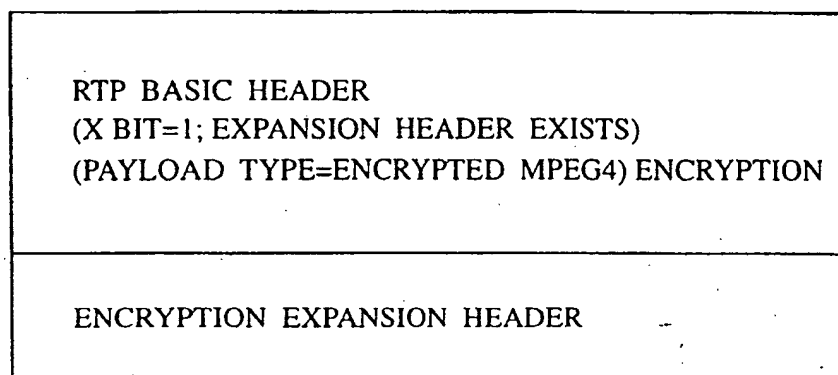 RTP BASIC HEADER
(X BIT=1; EXPANSION HEADER EXISTS)
(PAYLOAD TYPE=ENCRYPTED MPEG4) ENCRYPTION
ENCRYPTION EXPANSION HEADER